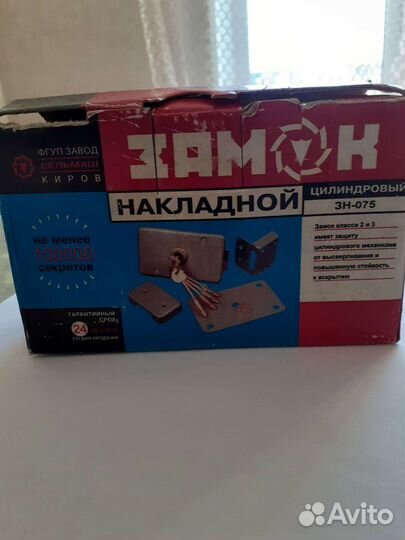 ЗАМОК
ФГУП ЗАВОД
СЕЛЬМАШ
КИРОВ
НАКЛАДНОЙ
ЦИЛИНДРОВЫЙ
ЗН-075
Замок класса 2 и 3
имеет защиту
цилиндрового механизма
от высверливания и
повышенную стойкость
к вскрытию
не менее
100000
секретов
ГАРАНТИЙНЫЙ
СРОК
24
СО ДНЯ ПРОДАЖИ
Avito